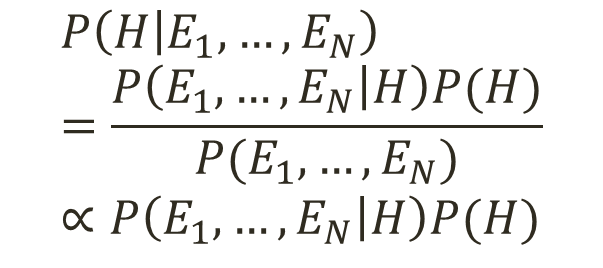 P(H|E₁, …, E_N)
= P(E₁, …, E_N|H)P(H)
P(E₁, …, E_N)
∝ P(E₁, …, E_N|H)P(H)